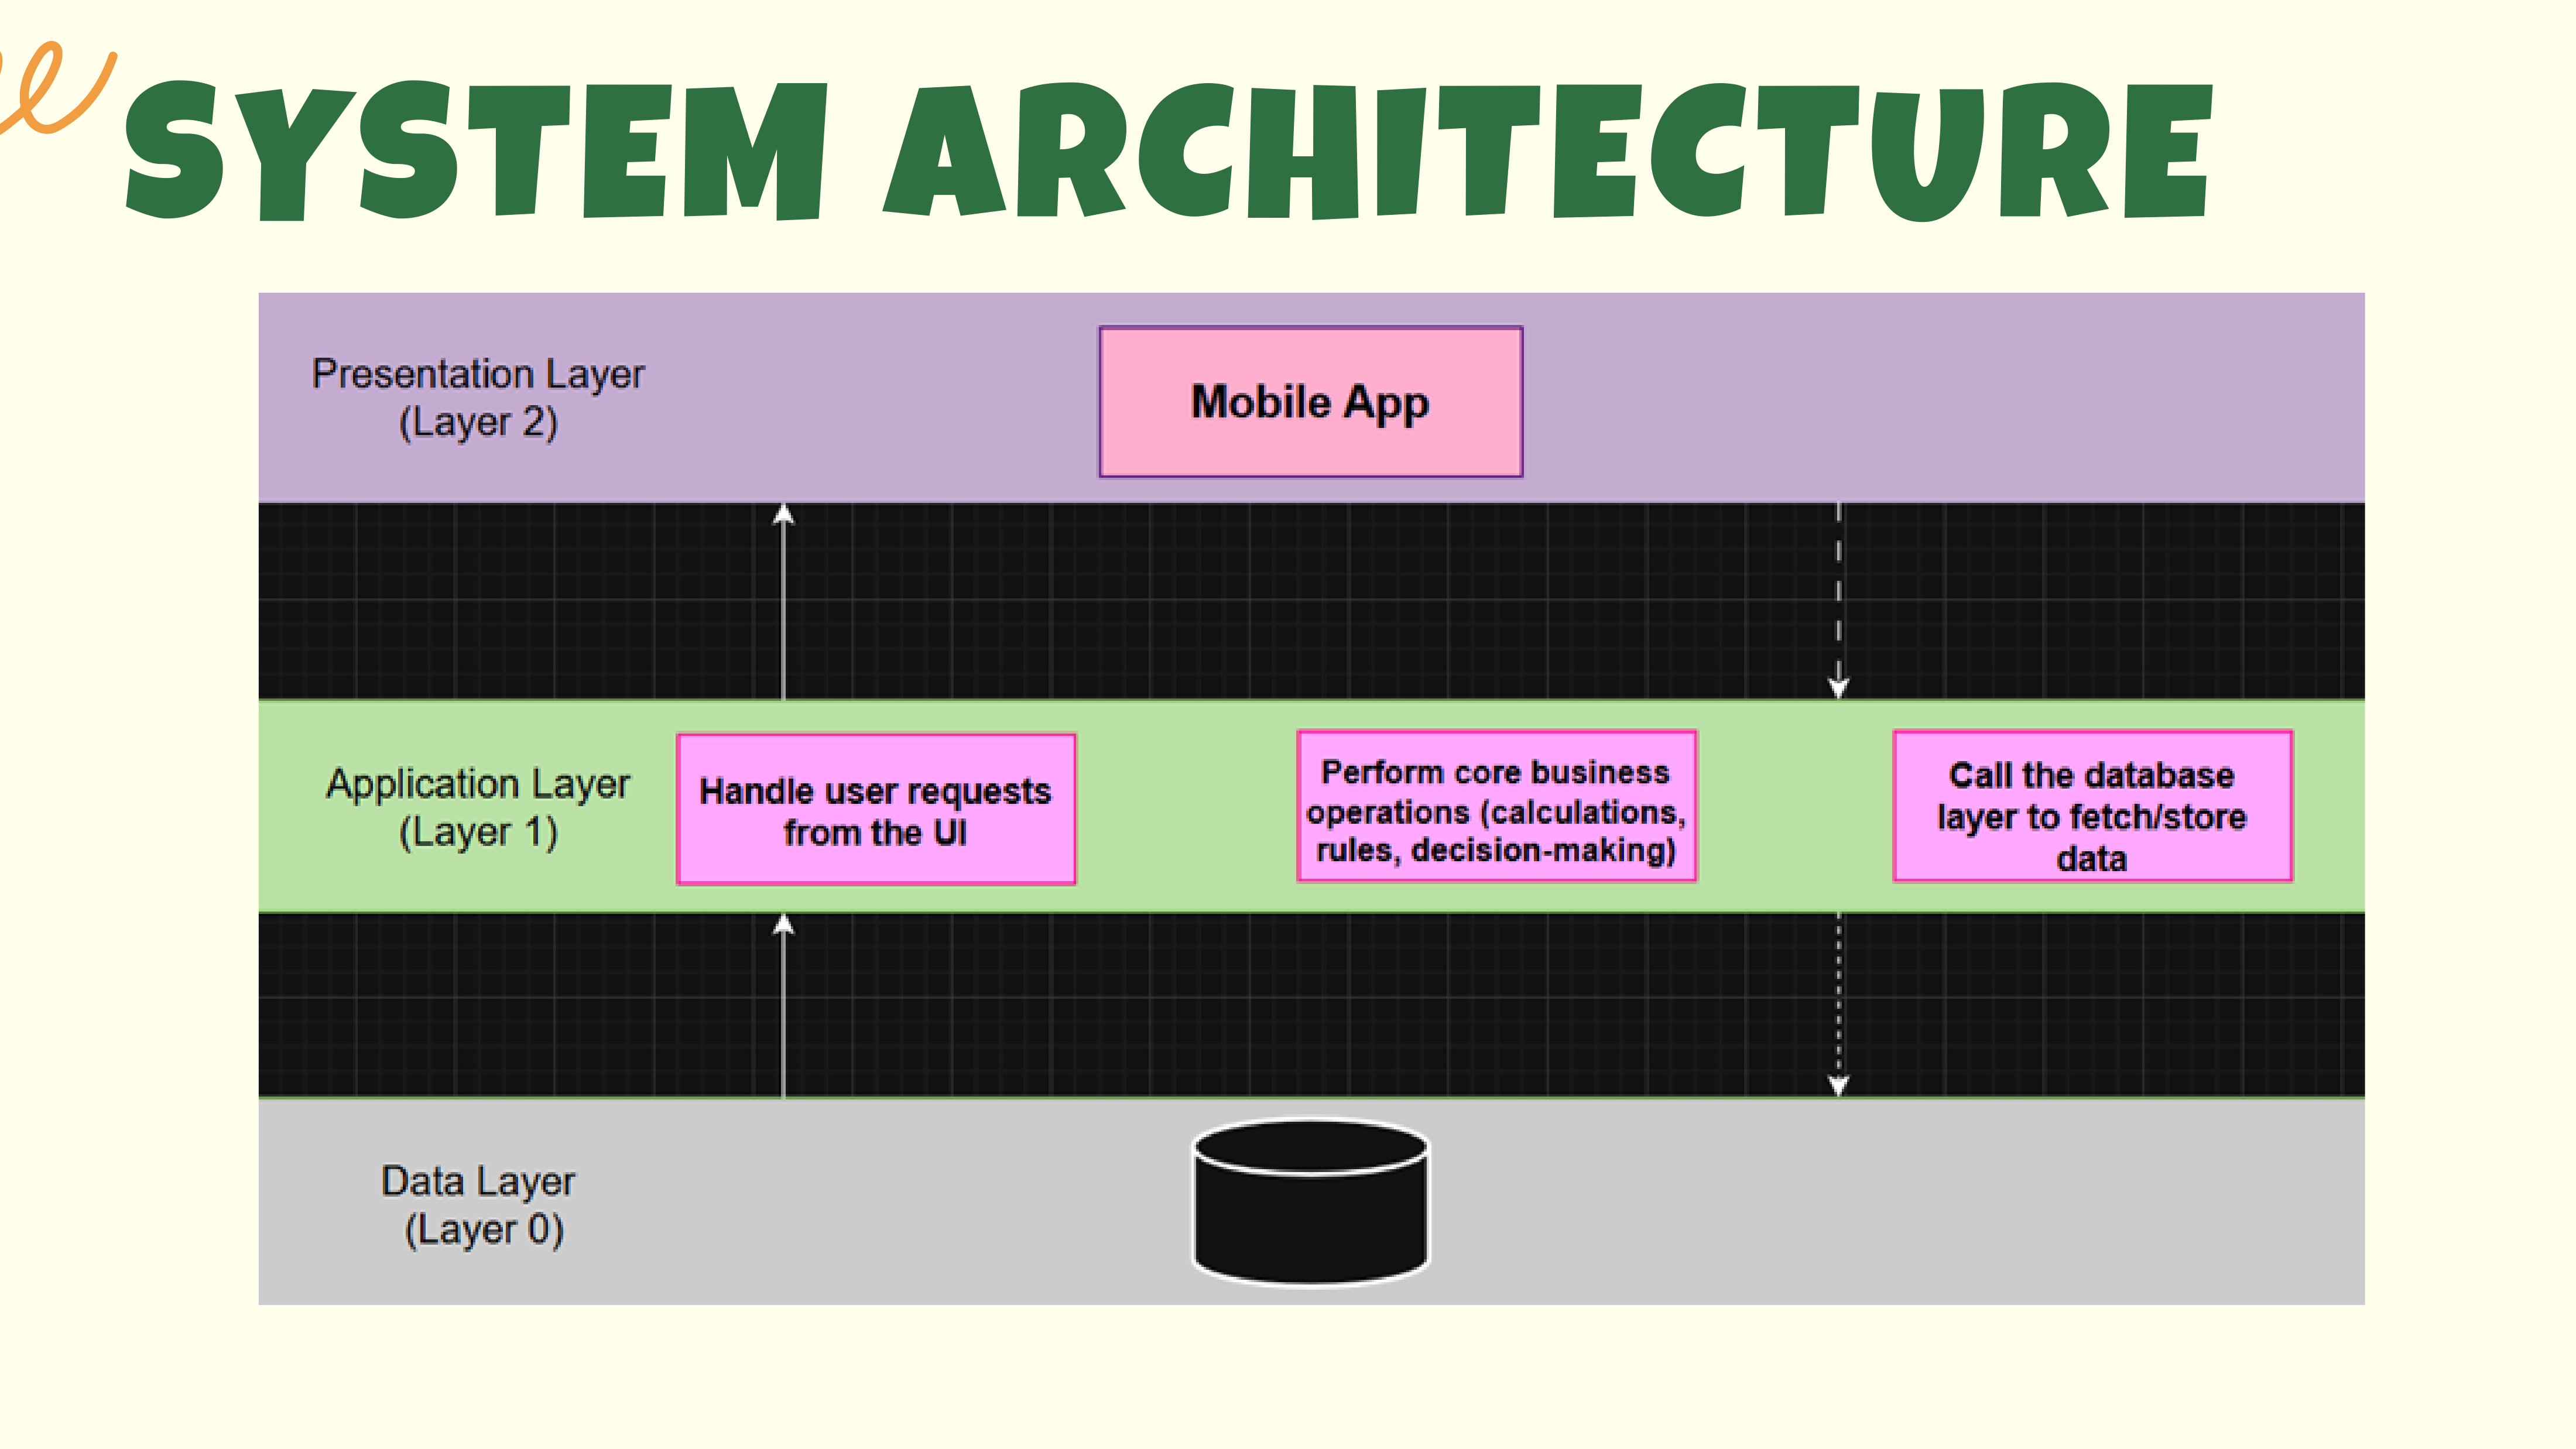 SYSTEM ARCHITECTURE
Presentation Layer
(Layer 2)
Mobile App
Application Layer
(Layer 1)
Handle user requests
from the UI
Perform core business
operations (calculations,
rules, decision-making)
Call the database
layer to fetch/store
data
Data Layer
(Layer 0)